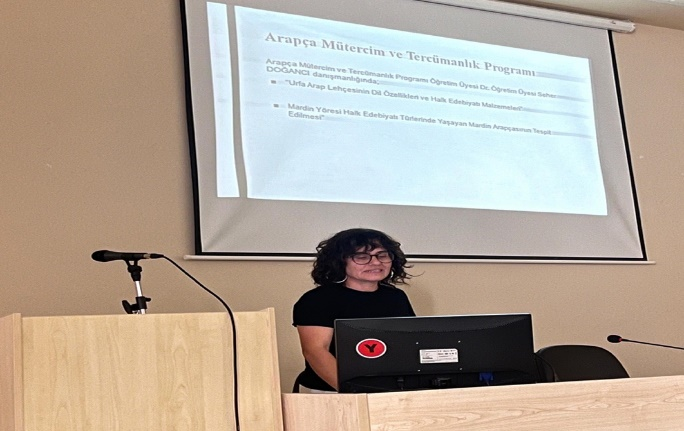 Arapça Mütercim ve Tercümanlık Programı
Arapça Mütercim ve Tercümanlık Programı Öğretim Üyesi Dr. Öğretim Üyesi Seher
DOĞANCI danışmanlığında;
"Urfa Arap Lehçesinin Dil Özellikleri ve Halk Edebiyatı Malzemeleri"
Mardin Yöresi Halk Edebiyatı Türlerinde Yaşayan Mardin Arapçasının Tespit
Edilmesi"
Y